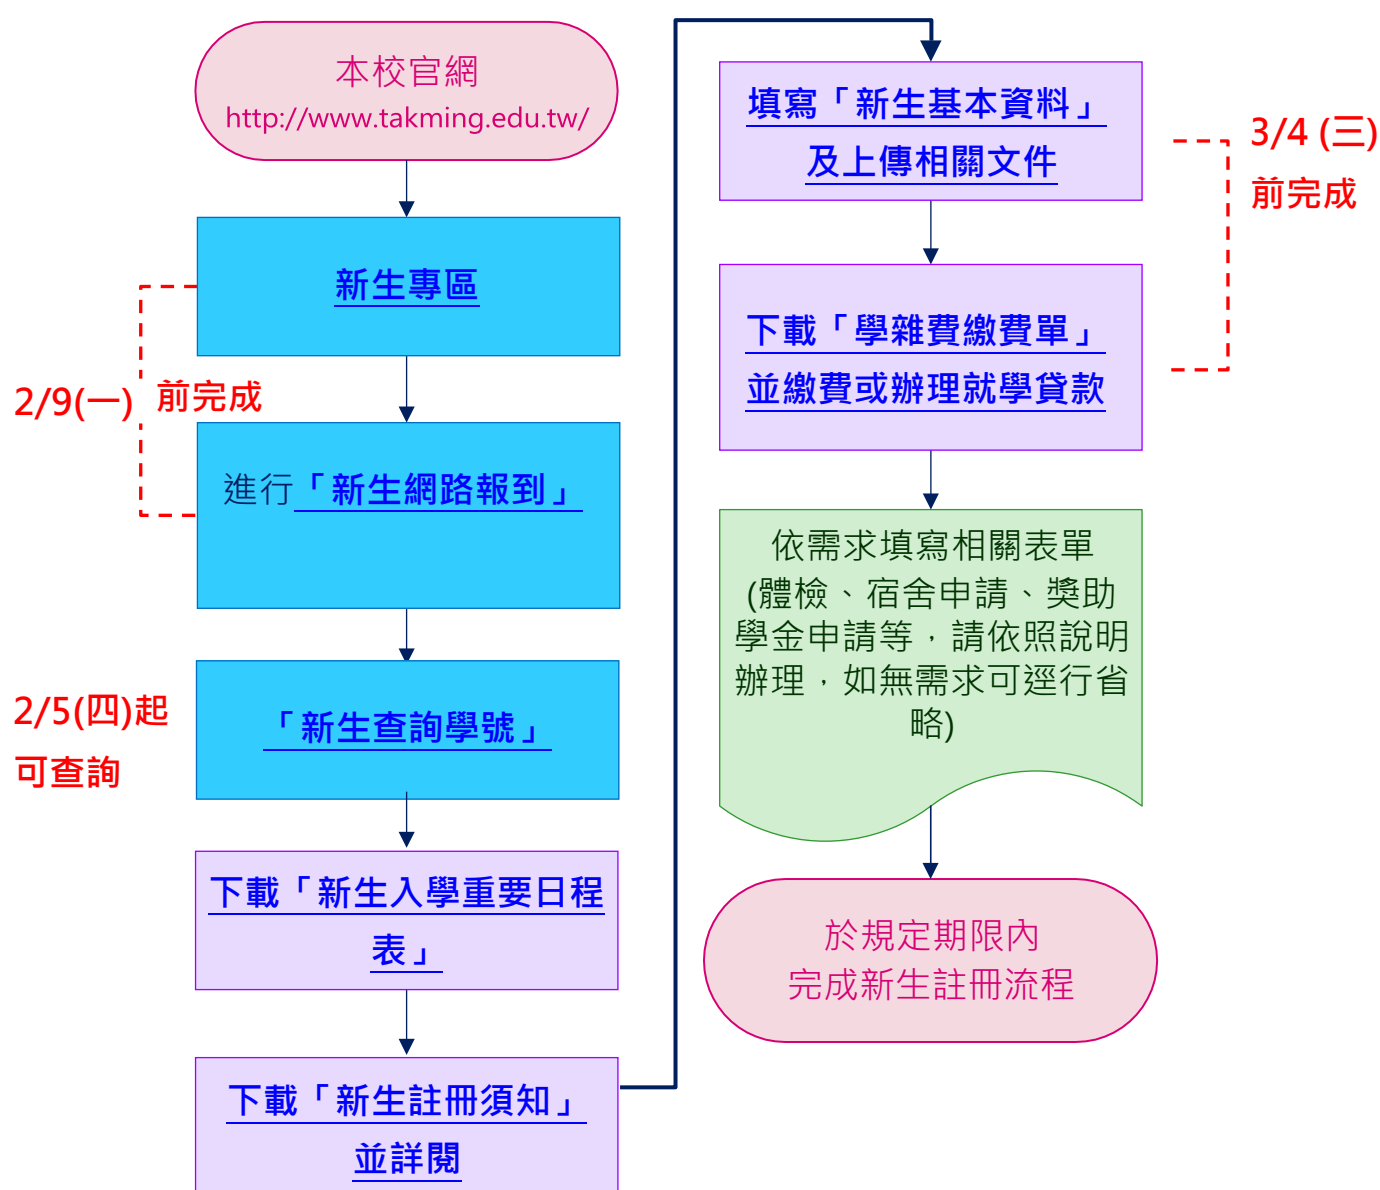 本校官網
http://www.takming.edu.tw/
新生專區
2/9(一) 前完成
進行「新生網路報到」
2/5(四)起
可查詢
「新生查詢學號」
下載「新生入學重要日程
表」
下載「新生註冊須知」
並詳閱
填寫「新生基本資料」
及上傳相關文件
3/4 (三)
前完成
下載「學雜費繳費單」
並繳費或辦理就學貸款
依需求填寫相關表單
(體檢、宿舍申請、獎助
學金申請等，請依照說明
辦理，如無需求可逕行省
略)
於規定期限內
完成新生註冊流程